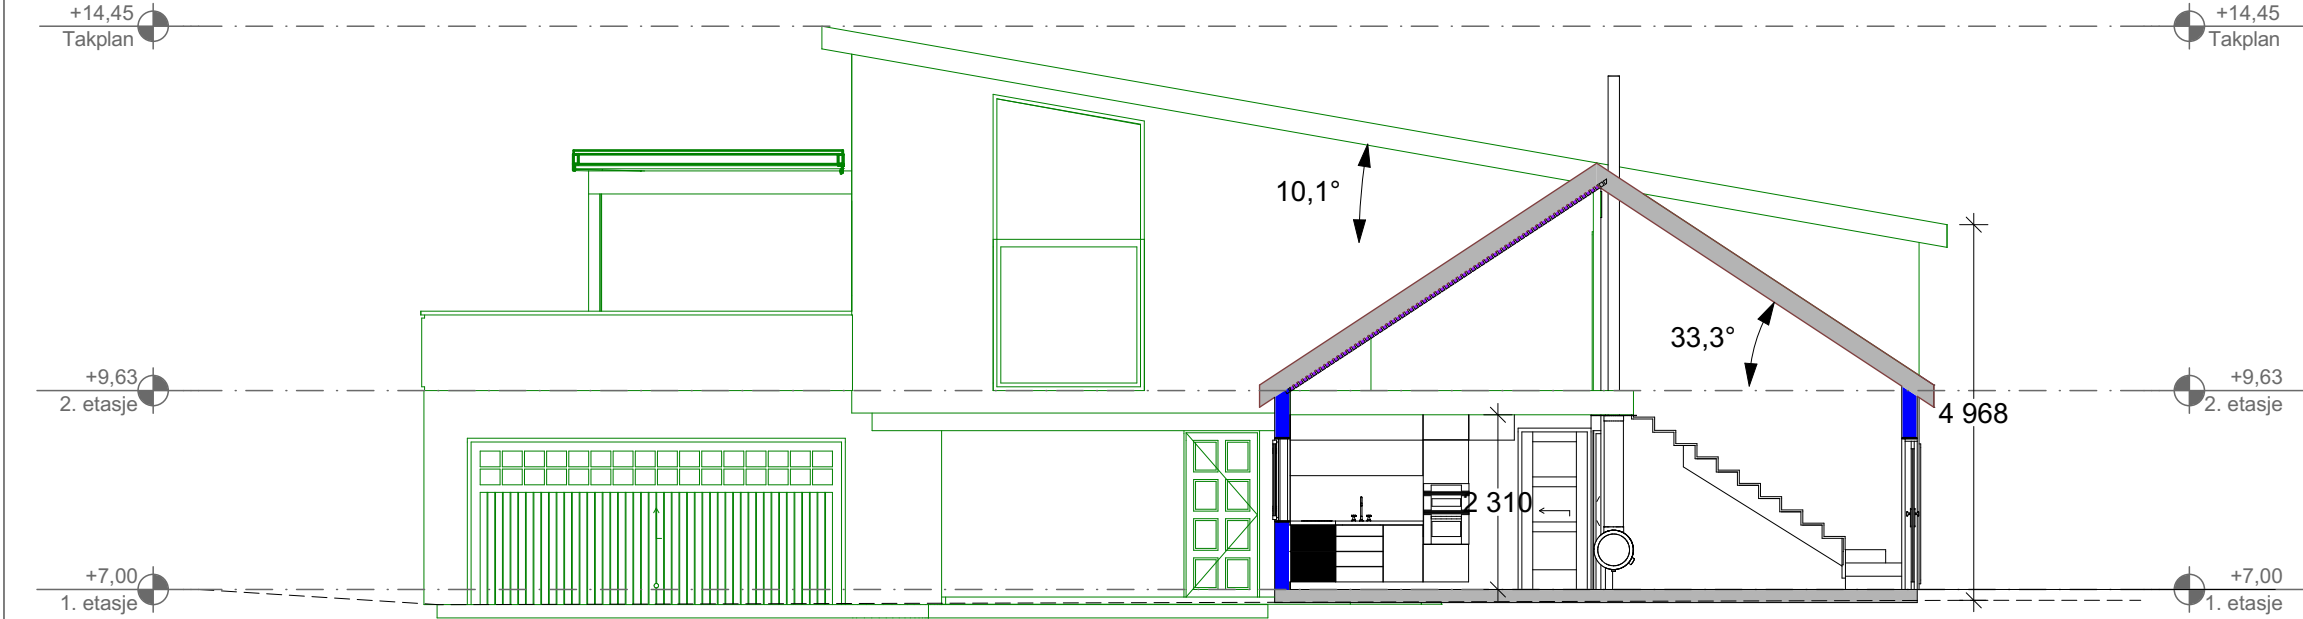 +14,45
Takplan
+14,45
Takplan
10,1°
33,3°
+9,63
2. etasje
+9,63
2. etasje
4 968
2 310
+7,00
1. etasje
+7,00
1. etasje